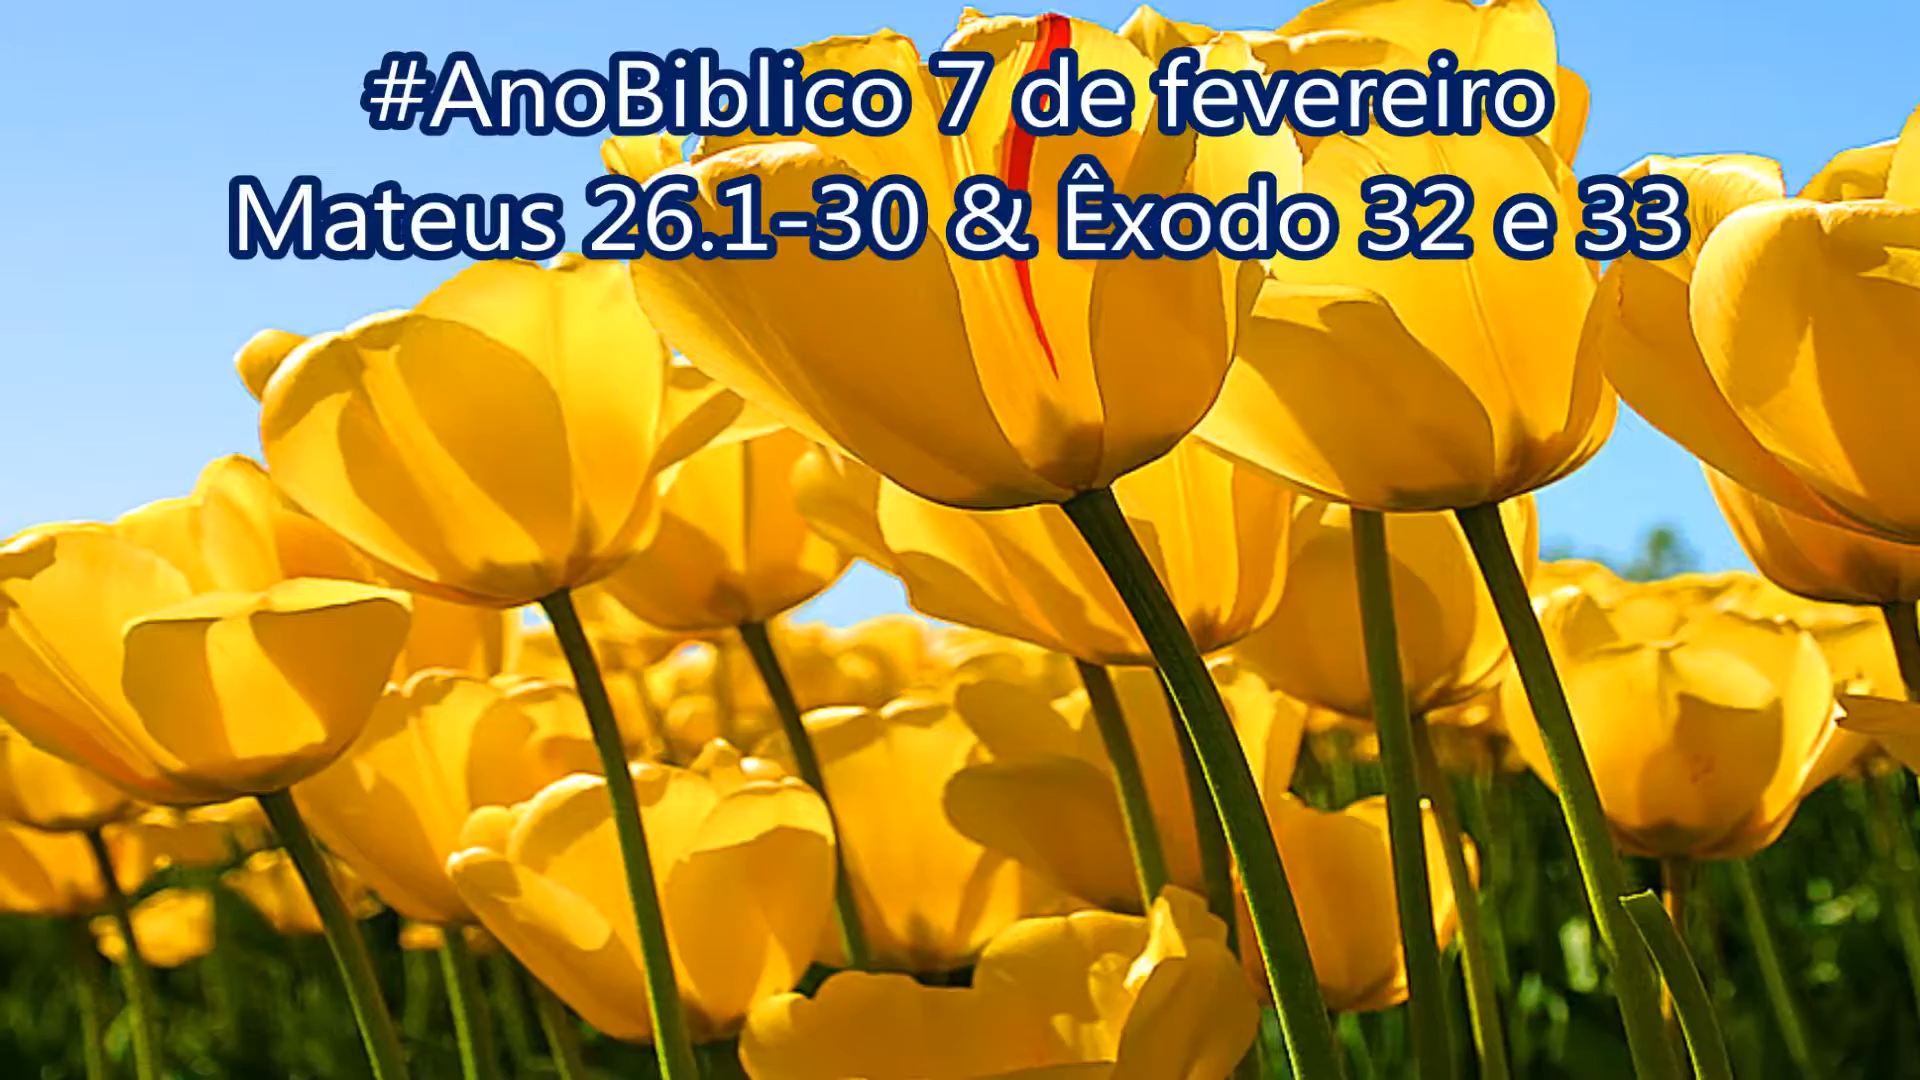 #AnoBiblico 7 de fevereiro
Mateus 26.1-30 & Êxodo 32 e 33